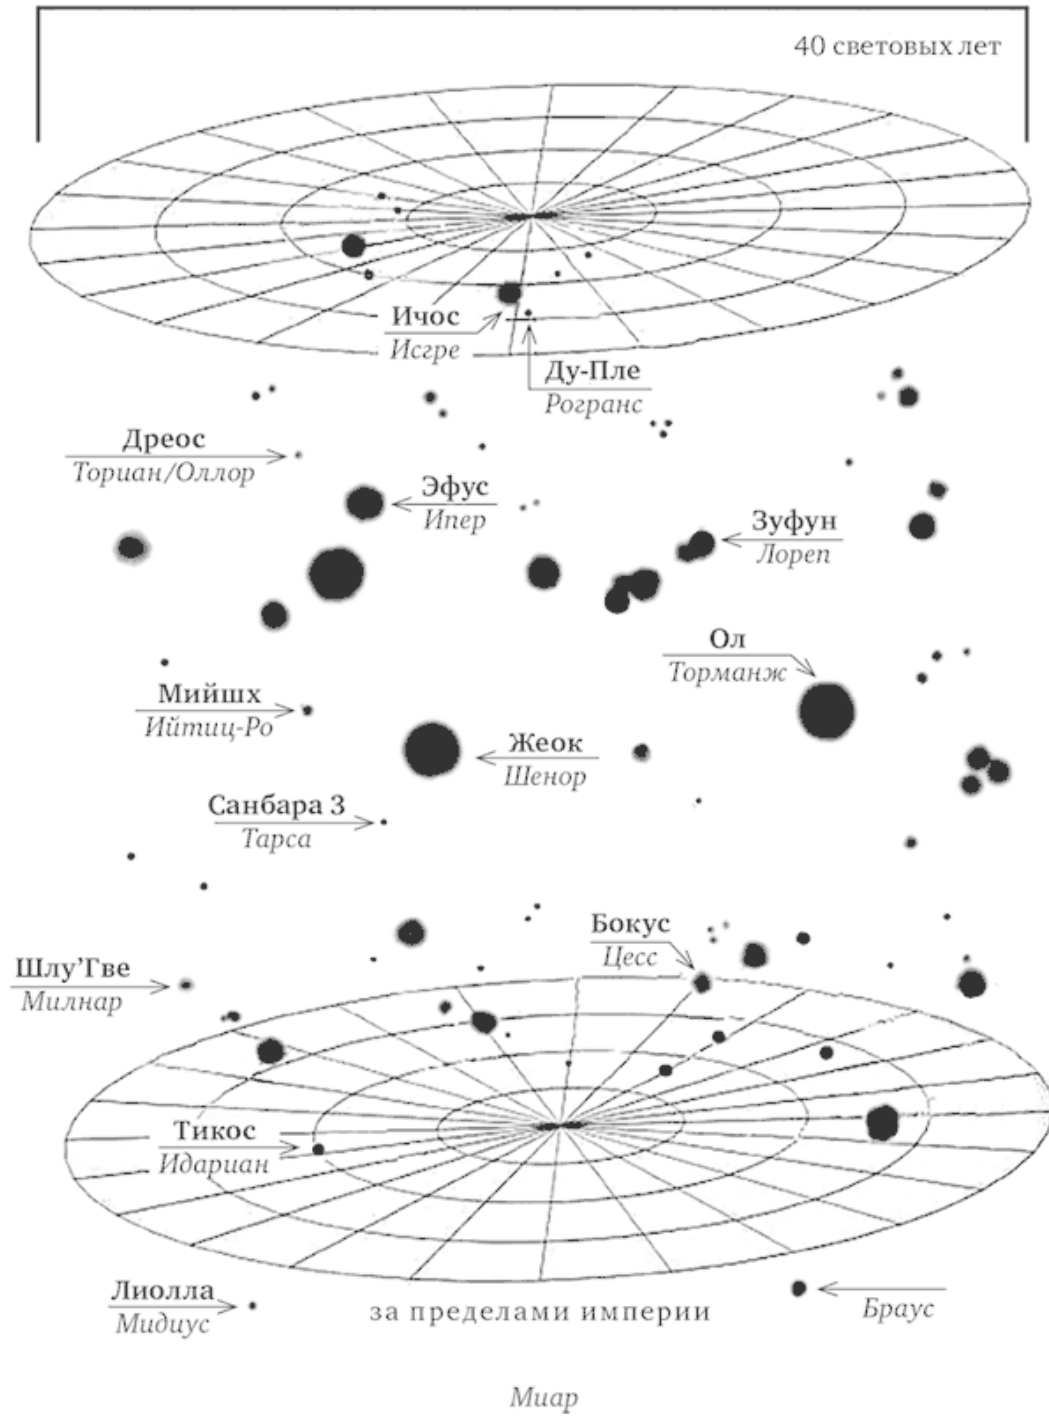 40 световых лет
Ичос
Исгре
Ду-Пле
Рогранс
Дреос
Ториан/Оллор
Эфус
Ипер
Зуфун
Лореп
Ол
Торманж
Мийшх
Ийтиц-Ро
Жеок
Шенор
Санбара 3
Тарса
Бокус
Цесс
Шлу’Гве
Милнар
Тикос
Идариан
Лиолла
Мидиус
за пределами империи
Браус
Миар